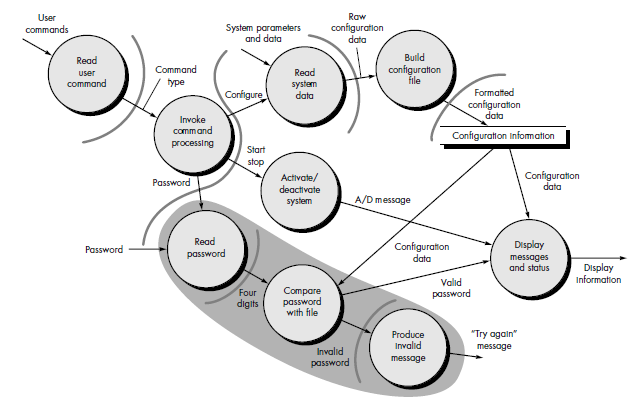 User
commands
Read
user
command
Command
type
Invoke
command
processing
System parameters
and data
Configure
Read
system
data
Raw
configuration
data
Build
configuration
file
Formatted
configuration
data
Configuration information
Start
stop
Activate/
deactivate
system
A/D message
Configuration
data
Password
Password
Read
password
Four
digits
Compare
password
with file
Configuration
data
Valid
password
Display
messages
and status
Display
information
Invalid
password
Produce
invalid
message
"Try again"
message